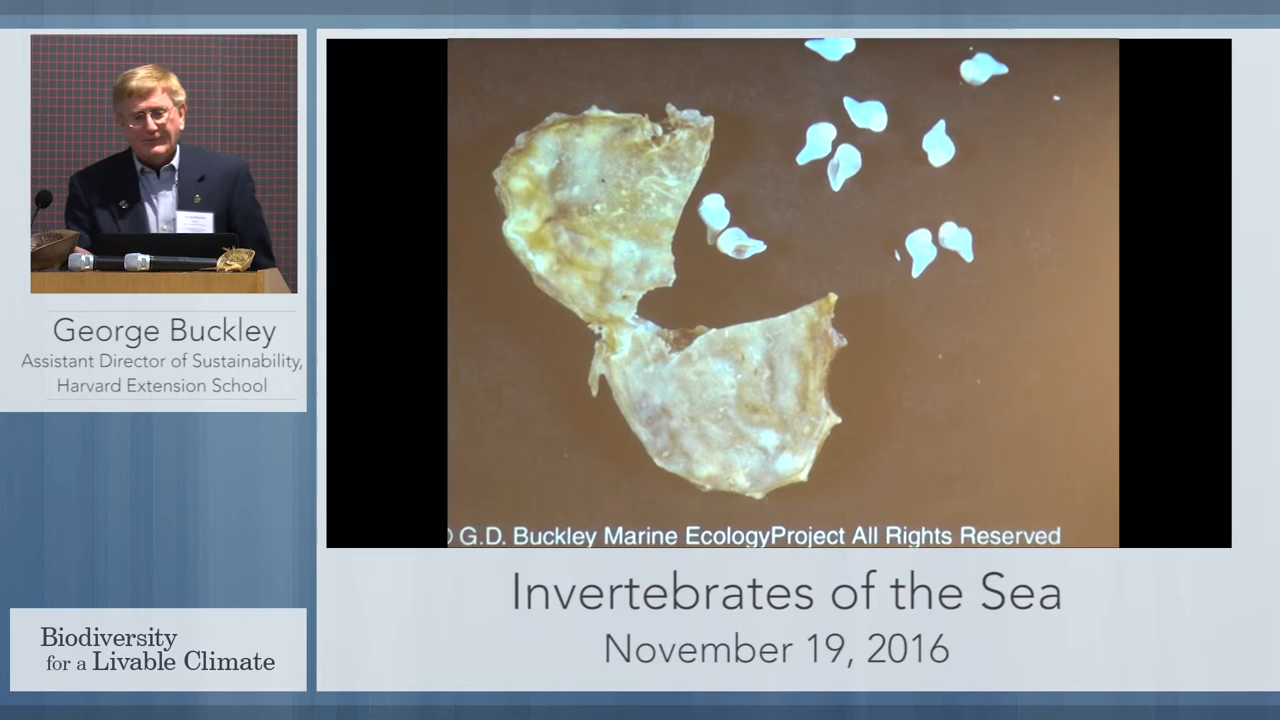 George Buckley
Assistant Director of Sustainability,
Harvard Extension School
Biodiversity
for a Livable Climate
G.D. Buckley Marine EcologyProject All Rights Reserved
Invertebrates of the Sea
November 19, 2016